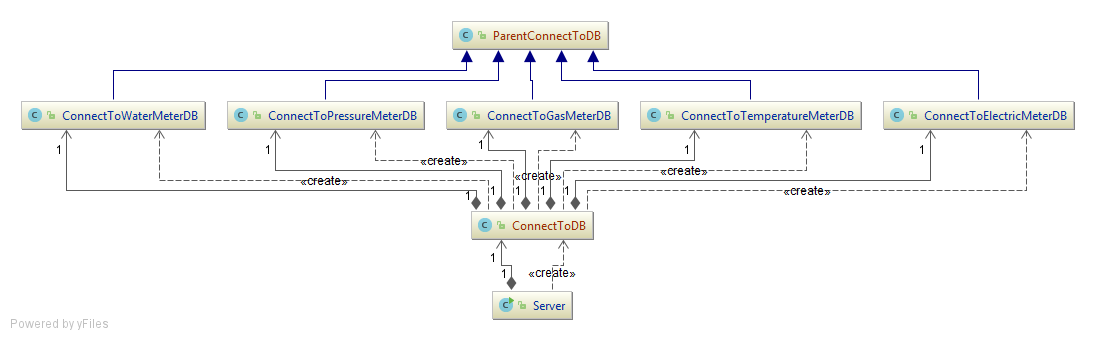 C ParentConnectToDB
C ConnectToWaterMeterDB C ConnectToPressureMeterDB C ConnectToGasMeterDB C ConnectToTemperatureMeterDB C ConnectToElectricMeterDB
1 1 1 1 1
«create» «create» «create» «create»
«create»
1 1 1 1 1
C ConnectToDB
1 «create»
1
C Server
Powered by yFiles